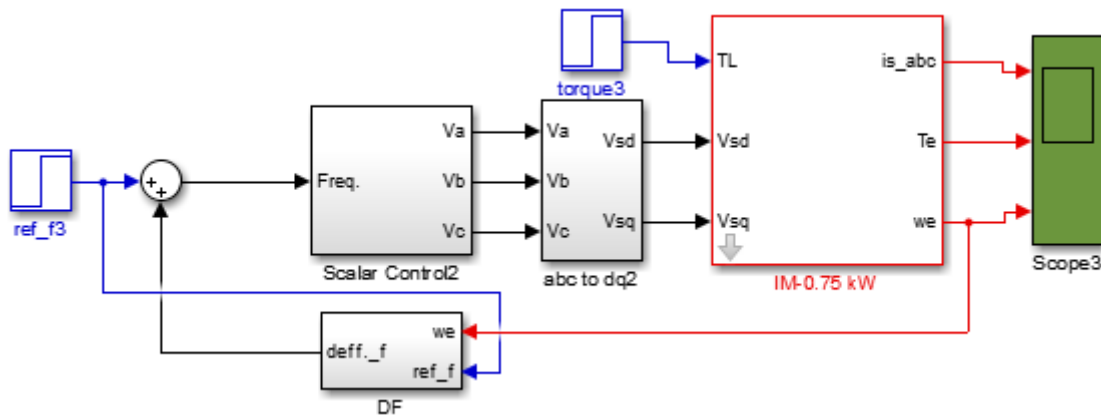 TL
is_abc
torque3
Va
Va
Vsd
Vsd
Te
Freq.
Vb
Vb
+
+
Vc
Vc
Vsq
Vsq
we
ref_f3
Scalar Control2
abc to dq2
IM-0.75 kW
Scope3
we
deff._f
ref_f
DF